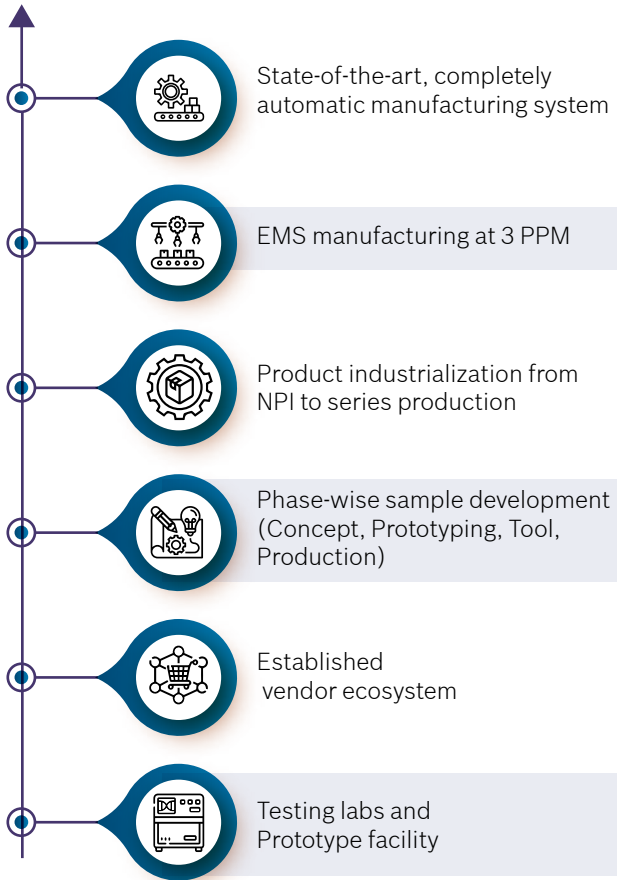 State-of-the-art, completely
automatic manufacturing system
EMS manufacturing at 3 PPM
Product industrialization from
NPI to series production
Phase-wise sample development
(Concept, Prototyping, Tool,
Production)
Established
vendor ecosystem
Testing labs and
Prototype facility